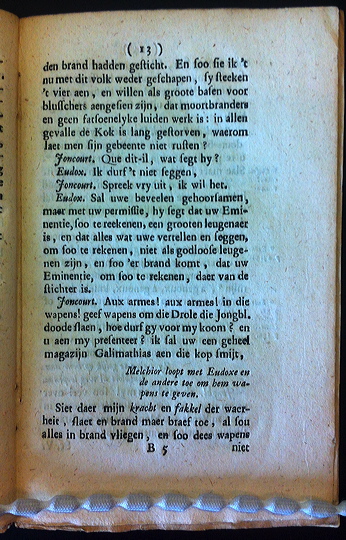 ( 13 )
den brand hadden gesticht. En soo sie ik 't
nu met dit volk weder geschapen, sy steeken
't vier aen, en willen als groote basen voor
blusschers aengesien zijn, dat moortbranders
en geen fatsoenelyke luiden werk is: in allen
gevalle de Kok is lang gestorven, waerom
laet men sijn gebeente niet rusten?
Joncourt. Que dit-il, wat segt hy?
Eudox. Ik durf 't niet seggen,
Joncourt. Spreek vry uit, ik wil het.
Eudox. Sal uwe beveelen gehoorsamen,
maer met uw permissie, hy segt dat uw Emi-
nentie, soo te reekenen, een grooten leugenaer
is, en dat alles wat uwe vertellen en seggen,
om soo te rekenen, niet als godloose leuge-
nen zijn, en soo 'er brand komt, dat uw
Eminentie, om soo te rekenen, daer van de
stichter is.
Joncourt. Aux armes! aux armes! in die
wapens! geef wapens om die Drole die Jongbl.
doode slaen, hoe durf gy voor my koom? en
u aen my presenteer? ik sal uw een geheel
magazijn Galimathias aen die kop smijt,
Melchior loopt met Eudoxe en
de andere toe om hem wa-
pens te geven.
Sier daer mijn kracht en fakkel der waer-
heit, slaet en brand maer braef toe, al sou
alles in brand vliegen, en soo dees wapens
B 5 niet